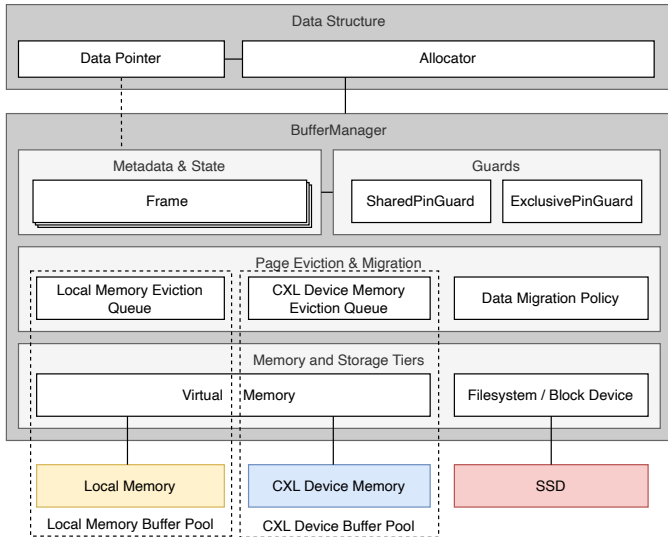 Data Structure
Data Pointer
Allocator
BufferManager
Metadata & State
Guards
Frame
SharedPinGuard
ExclusivePinGuard
Page Eviction & Migration
Local Memory Eviction
Queue
CXL Device Memory
Eviction Queue
Data Migration Policy
Memory and Storage Tiers
Virtual Memory
Filesystem / Block Device
Local Memory
CXL Device Memory
SSD
Local Memory Buffer Pool
CXL Device Buffer Pool